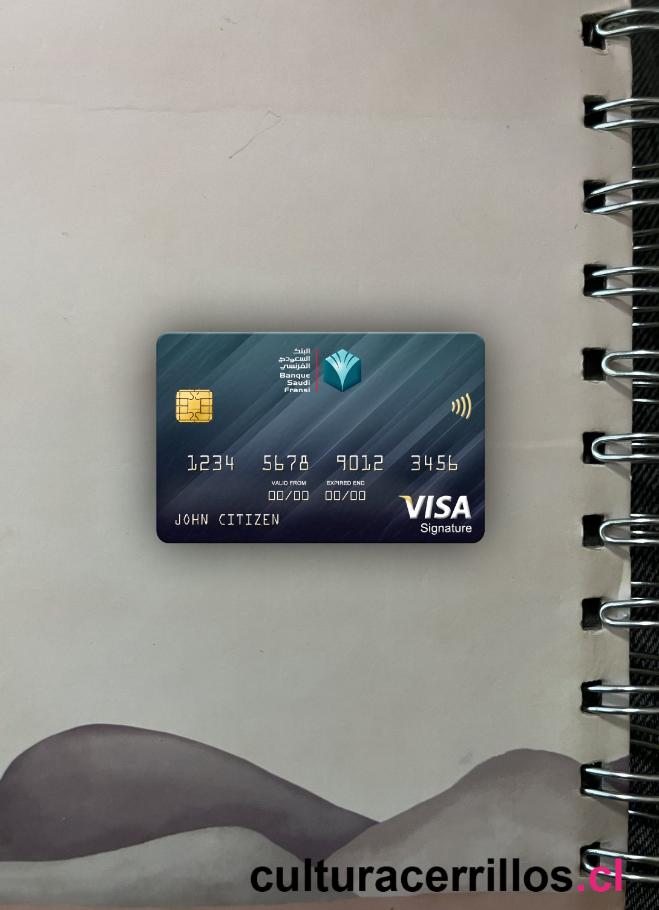 البنك
السعودي
الفرنسي
Banque
Saudi
Fransi
1234 5678 9012 3456
VALID FROM EXPIRED END
00/00 00/00
JOHN CITIZEN
VISA
Signature
culturacerrillos.cl